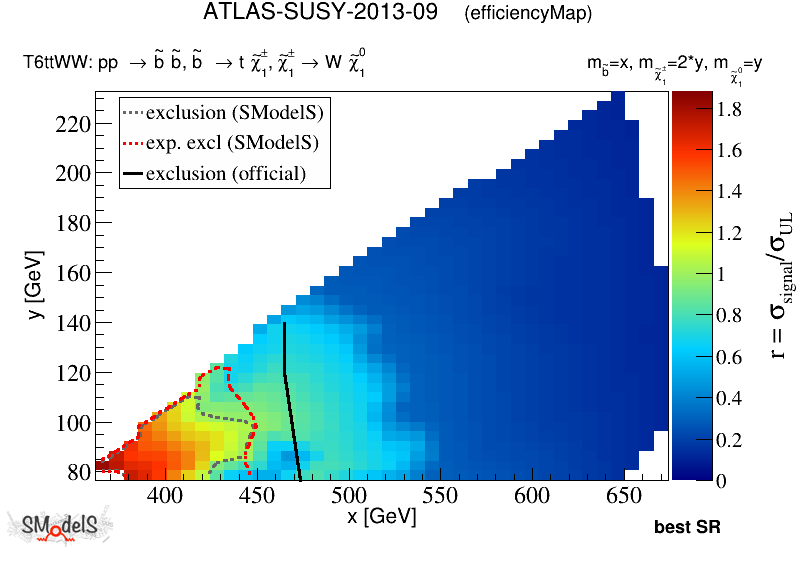 ATLAS-SUSY-2013-09 (efficiencyMap)
T6ttWW: pp → b̃ b̃, b̃ → t χ̃₁±, χ̃₁± → W χ̃₁⁰
m_b̃=x, m_χ̃₁±=2*y, m_χ̃₁⁰=y
exclusion (SModelS)
exp. excl (SModelS)
exclusion (official)
220
200
180
160
140
120
100
80
y [GeV]
400 450 500 550 600 650
x [GeV]
1.8
1.6
1.4
1.2
1
0.8
0.6
0.4
0.2
0
r = σ_signal/σ_UL
SModelS
best SR